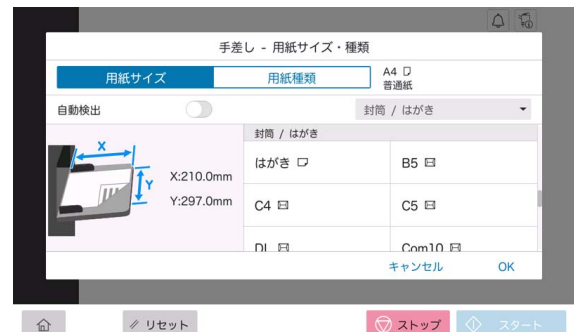 手差し - 用紙サイズ・種類
用紙サイズ
用紙種類
A4
普通紙
自動検出
封筒 / はがき
封筒 / はがき
X
Y
X:210.0mm
Y:297.0mm
はがき
B5
C4
C5
DL
Com10
キャンセル
OK
リセット
ストップ
スタート